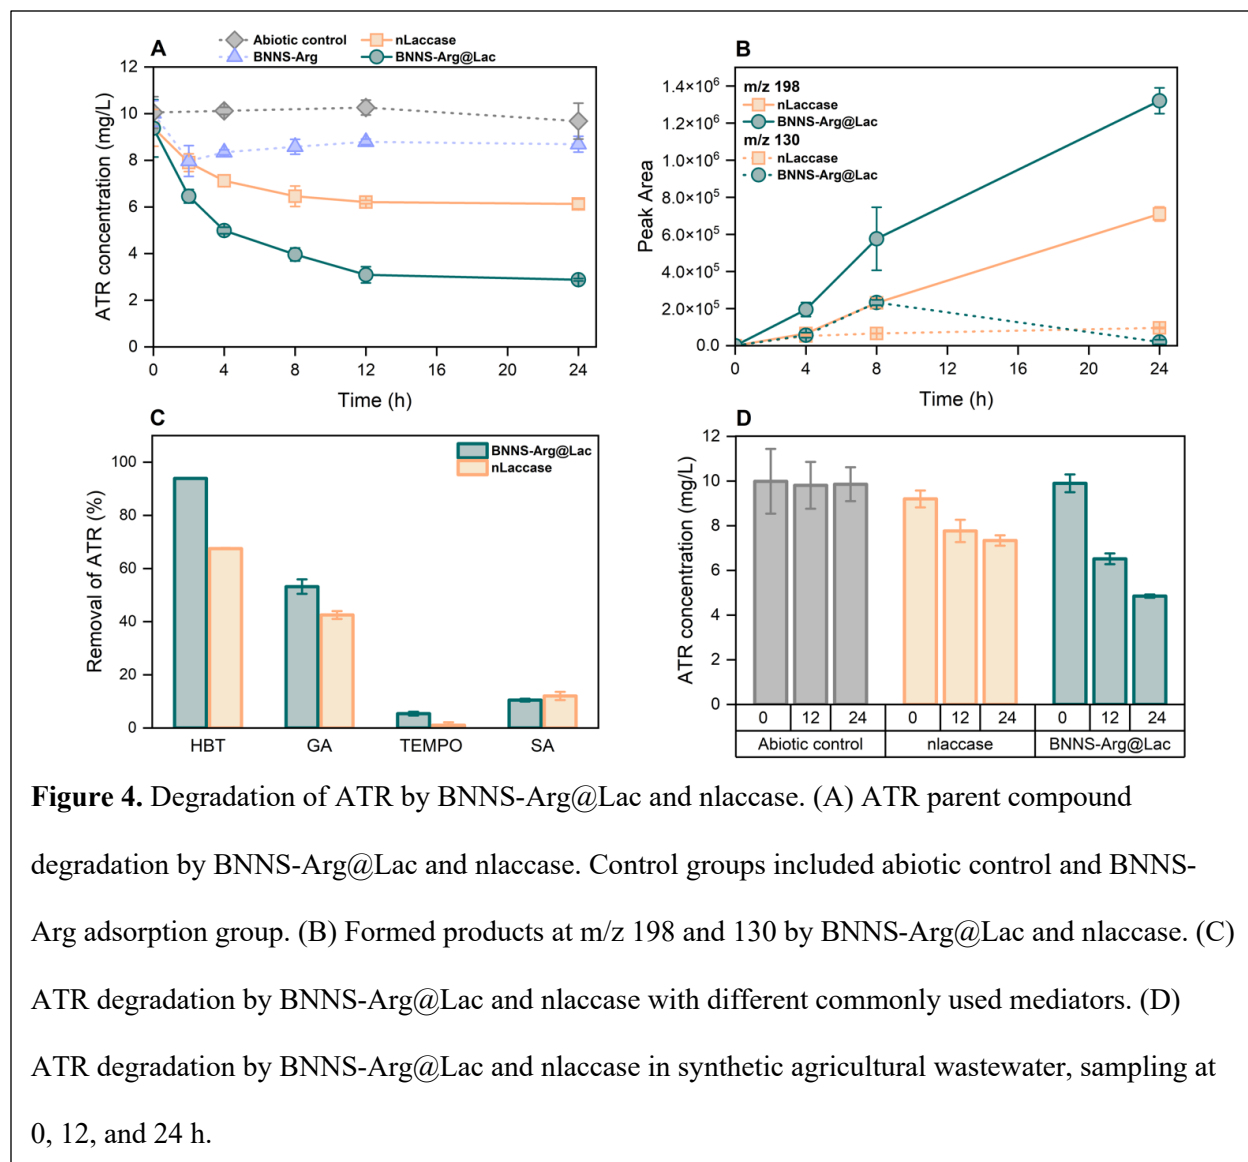 A
Abiotic control
nLaccase
BNNS-Arg
BNNS-Arg@Lac
12
10
8
6
4
2
0
ATR concentration (mg/L)
0 4 8 12 16 20 24
Time (h)
B
m/z 198
nLaccase
BNNS-Arg@Lac
m/z 130
nLaccase
BNNS-Arg@Lac
1.4×10⁶
1.2×10⁶
1.0×10⁶
8.0×10⁵
6.0×10⁵
4.0×10⁵
2.0×10⁵
0.0
Peak Area
0 4 8 12 16 20 24
Time (h)
C
BNNS-Arg@Lac
nLaccase
100
80
60
40
20
0
Removal of ATR (%)
HBT GA TEMPO SA
D
12
10
8
6
4
2
0
ATR concentration (mg/L)
0 12 24 0 12 24 0 12 24
Abiotic control nlaccase BNNS-Arg@Lac
Figure 4. Degradation of ATR by BNNS-Arg@Lac and nlaccase. (A) ATR parent compound
degradation by BNNS-Arg@Lac and nlaccase. Control groups included abiotic control and BNNS-
Arg adsorption group. (B) Formed products at m/z 198 and 130 by BNNS-Arg@Lac and nlaccase. (C)
ATR degradation by BNNS-Arg@Lac and nlaccase with different commonly used mediators. (D)
ATR degradation by BNNS-Arg@Lac and nlaccase in synthetic agricultural wastewater, sampling at
0, 12, and 24 h.